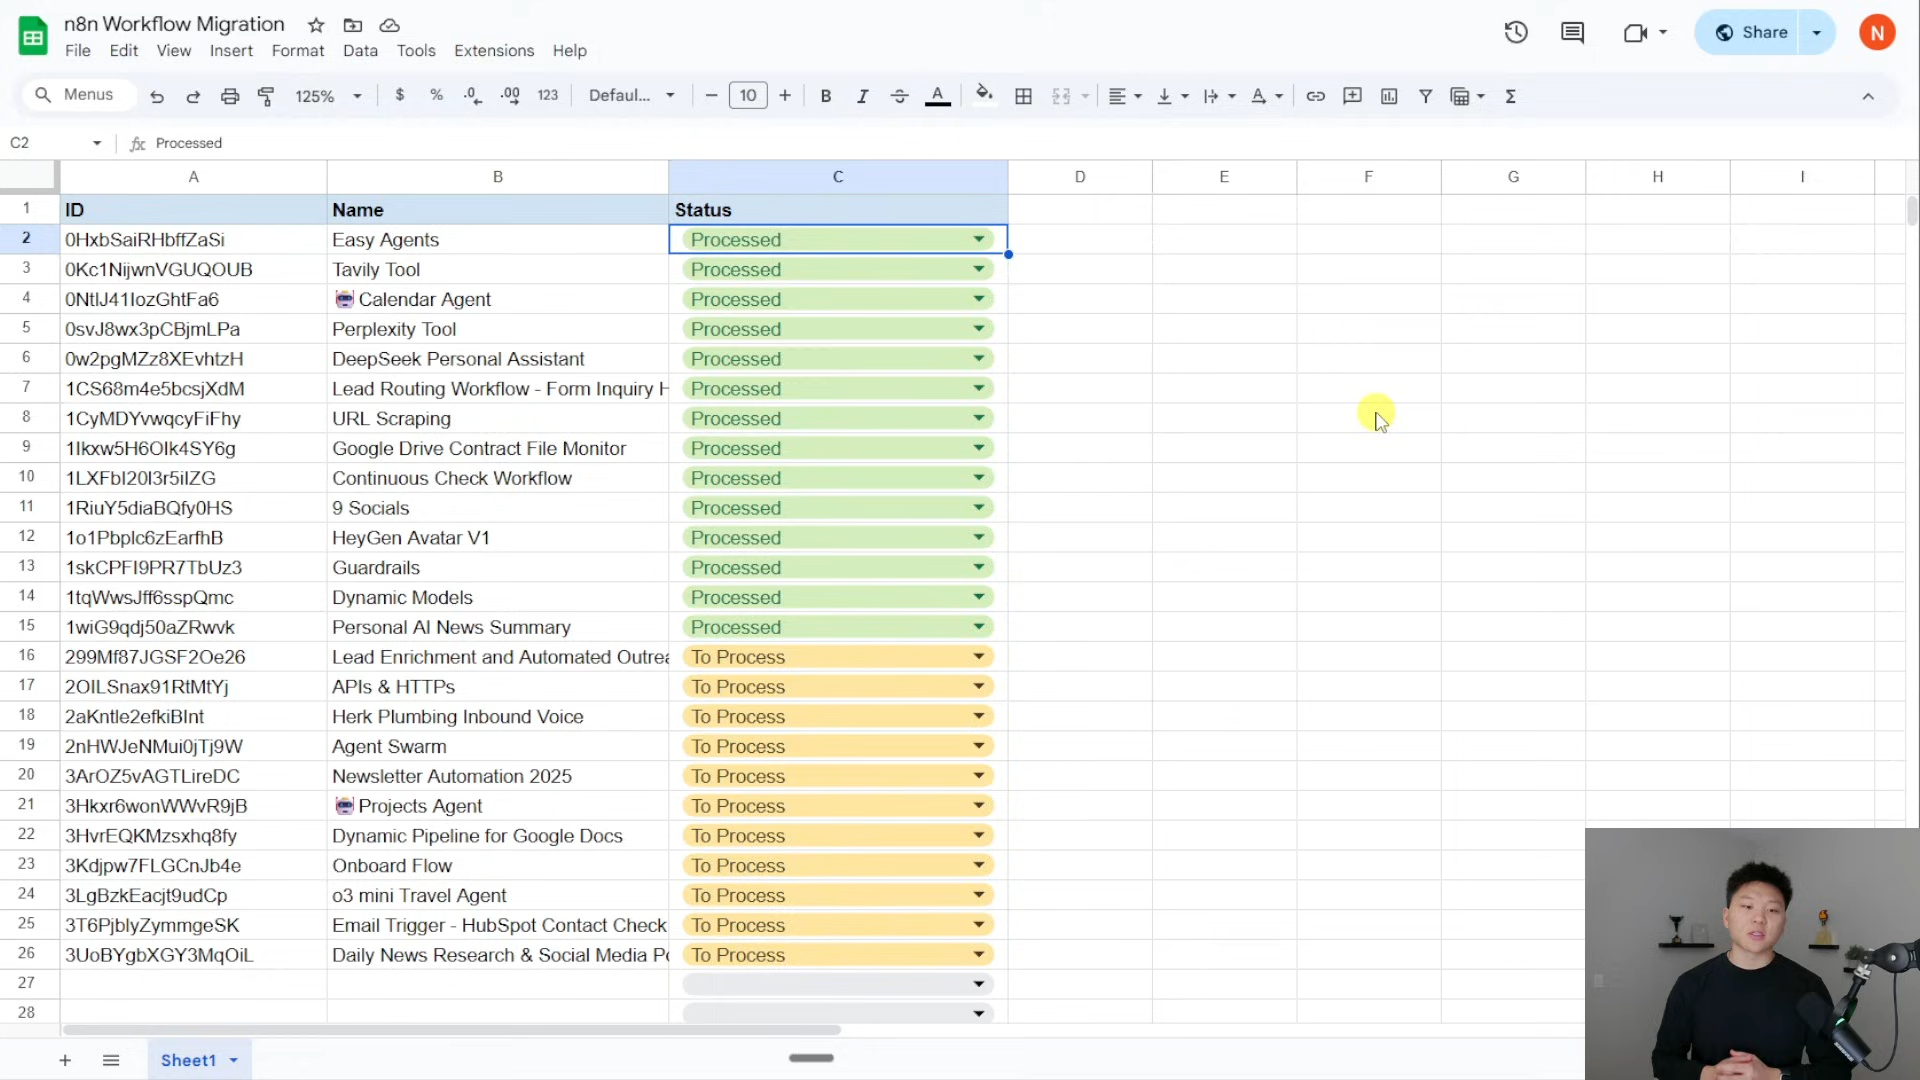 n8n Workflow Migration
File Edit View Insert Format Data Tools Extensions Help
Share
N
Menus
125%
$ % .0 .00 123
Defaul...
10
B I A
Σ
C2
fx Processed
A B C D E F G H I
1 ID Name Status
2 0HxbSaiRHbffZaSi Easy Agents Processed
3 0Kc1NijwnVGUQOUB Tavily Tool Processed
4 0NtlJ41IozGhtFa6 Calendar Agent Processed
5 0svJ8wx3pCBjmLPa Perplexity Tool Processed
6 0w2pgMZz8XEvhtzH DeepSeek Personal Assistant Processed
7 1CS68m4e5bcsjXdM Lead Routing Workflow - Form Inquiry H Processed
8 1CyMDYvwqcyFiFhy URL Scraping Processed
9 1Ikxw5H6OIk4SY6g Google Drive Contract File Monitor Processed
10 1LXFbI20I3r5iIZG Continuous Check Workflow Processed
11 1RiuY5diaBQfy0HS 9 Socials Processed
12 1o1Pbplc6zEarfhB HeyGen Avatar V1 Processed
13 1skCPFI9PR7TbUz3 Guardrails Processed
14 1tqWwsJff6sspQmc Dynamic Models Processed
15 1wiG9qdj50aZRwvk Personal AI News Summary Processed
16 299Mf87JGSF2Oe26 Lead Enrichment and Automated Outrea To Process
17 2OILSnax91RtMtYj APIs & HTTPs To Process
18 2aKntle2efkiBInt Herk Plumbing Inbound Voice To Process
19 2nHWJeNMui0jTj9W Agent Swarm To Process
20 3ArOZ5vAGTLireDC Newsletter Automation 2025 To Process
21 3Hkxr6wonWWvR9jB Projects Agent To Process
22 3HvrEQKMzsxhq8fy Dynamic Pipeline for Google Docs To Process
23 3Kdjpw7FLGCnJb4e Onboard Flow To Process
24 3LgBzkEacjt9udCp o3 mini Travel Agent To Process
25 3T6PjblyZymmgeSK Email Trigger - HubSpot Contact Check To Process
26 3UoBYgbXGY3MqOiL Daily News Research & Social Media Po To Process
27
28
Sheet1